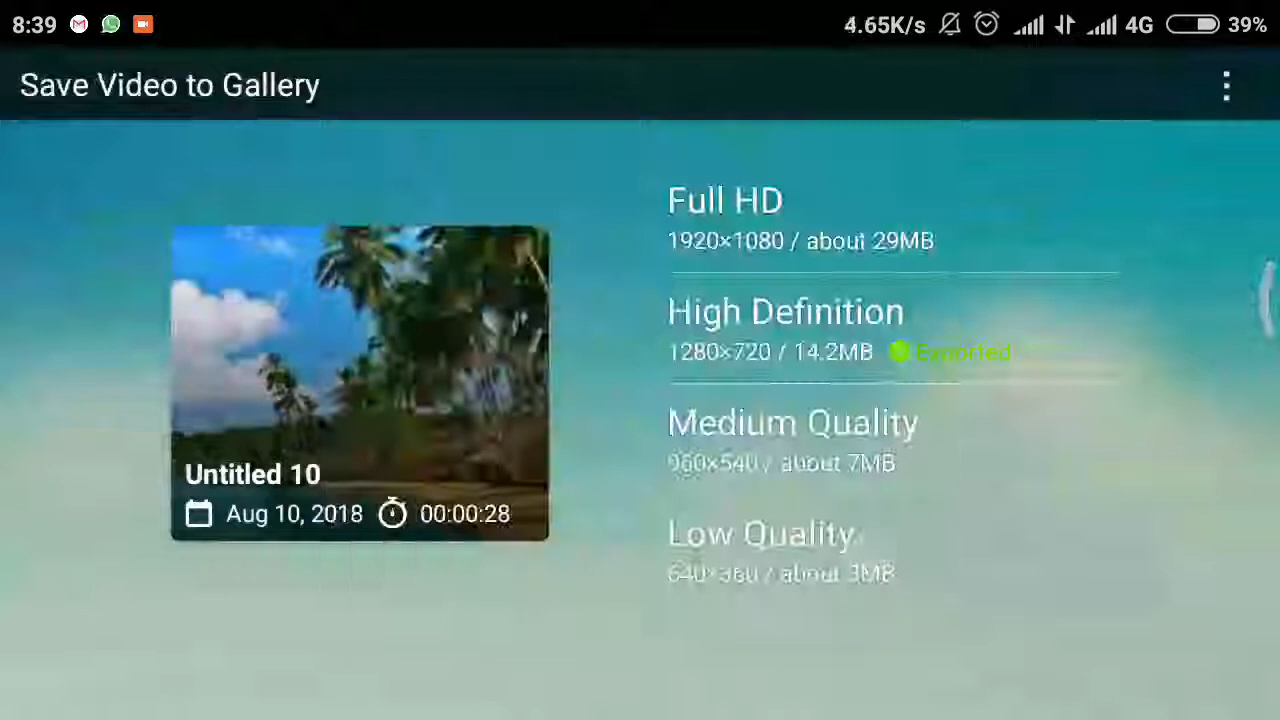 8:39 4.65K/s 4G 39%
Save Video to Gallery
Full HD
1920×1080 / about 29MB
High Definition
1280×720 / 14.2MB Exported
Medium Quality
960×540 / about 7MB
Low Quality
640×360 / about 3MB
Untitled 10
Aug 10, 2018 00:00:28